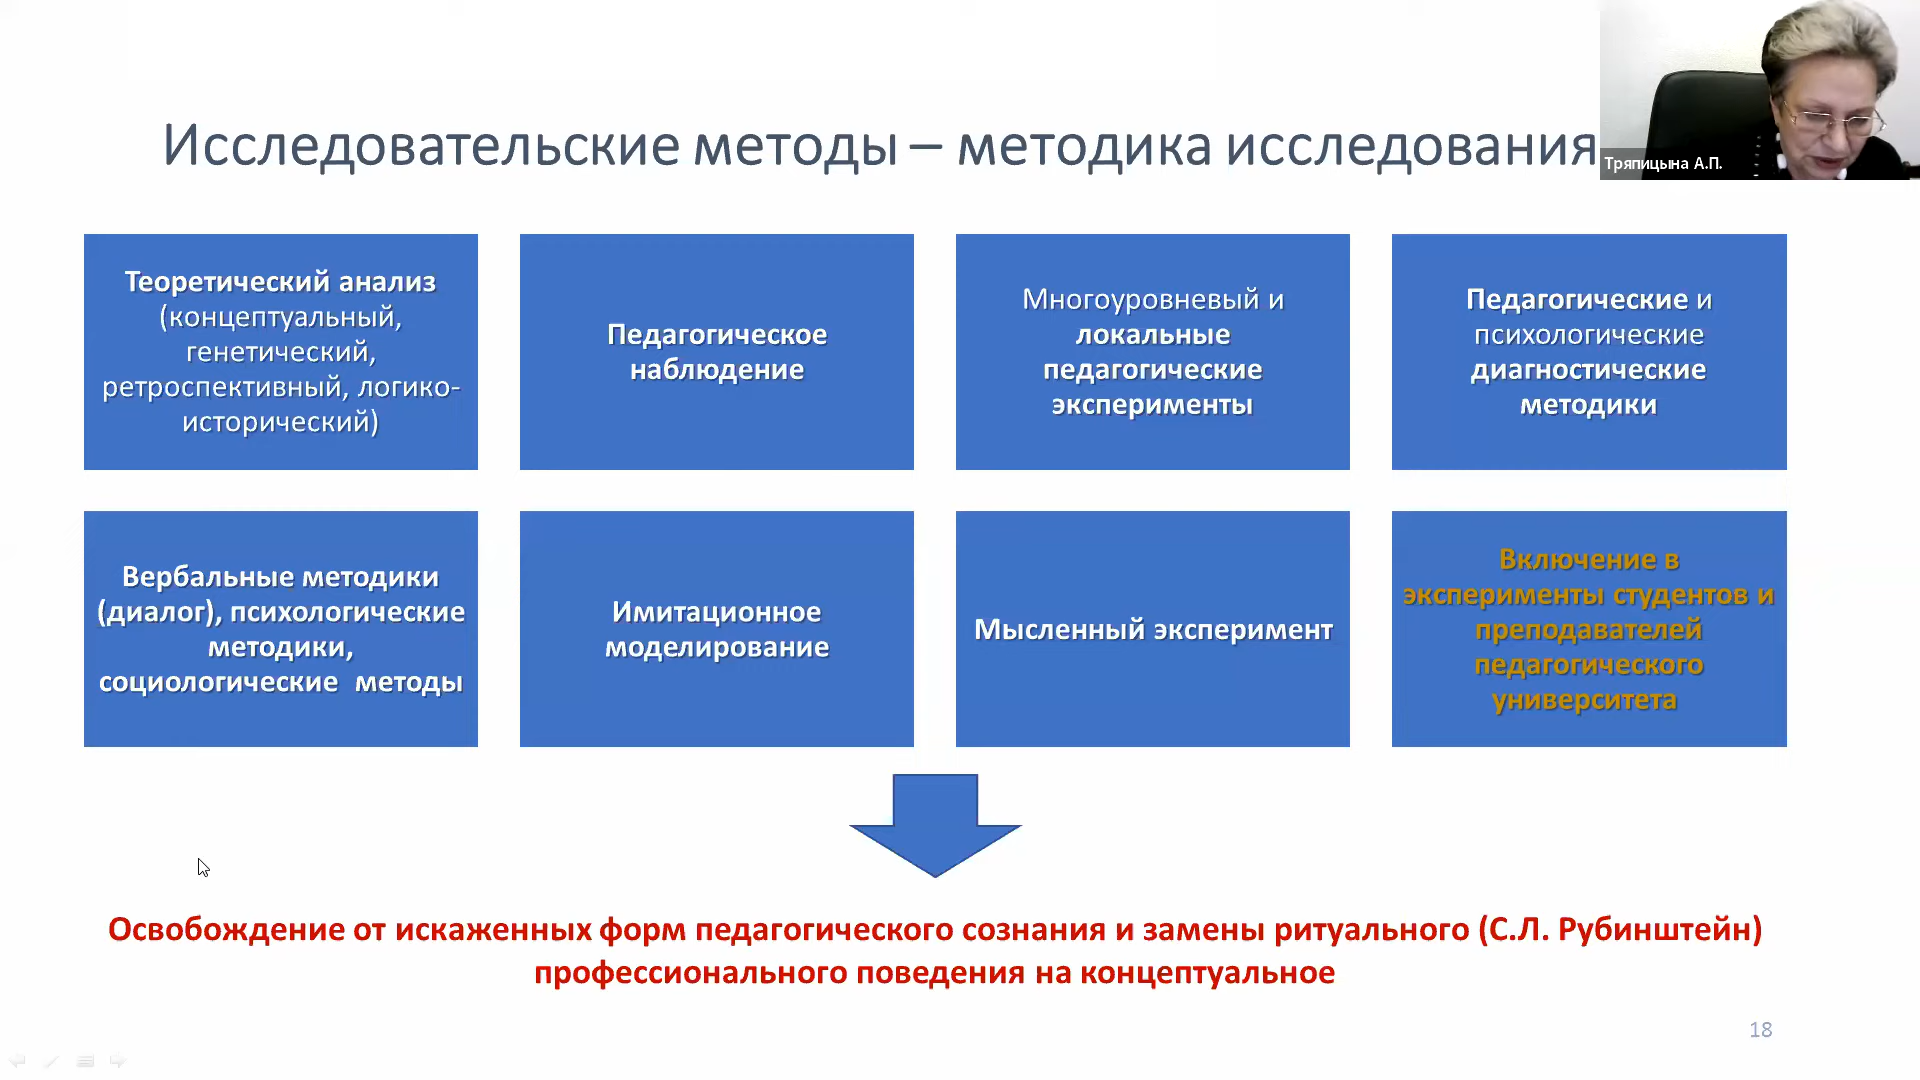 Исследовательские методы – методика исследования
Тряпицына А.П.
Теоретический анализ
(концептуальный,
генетический,
ретроспективный, логико-
исторический)
Педагогическое
наблюдение
Многоуровневый и
локальные
педагогические
эксперименты
Педагогические и
психологические
диагностические
методики
Вербальные методики
(диалог), психологические
методики,
социологические методы
Имитационное
моделирование
Мысленный эксперимент
Включение в
эксперименты студентов и
преподавателей
педагогического
университета
Освобождение от искаженных форм педагогического сознания и замены ритуального (С.Л. Рубинштейн)
профессионального поведения на концептуальное
18